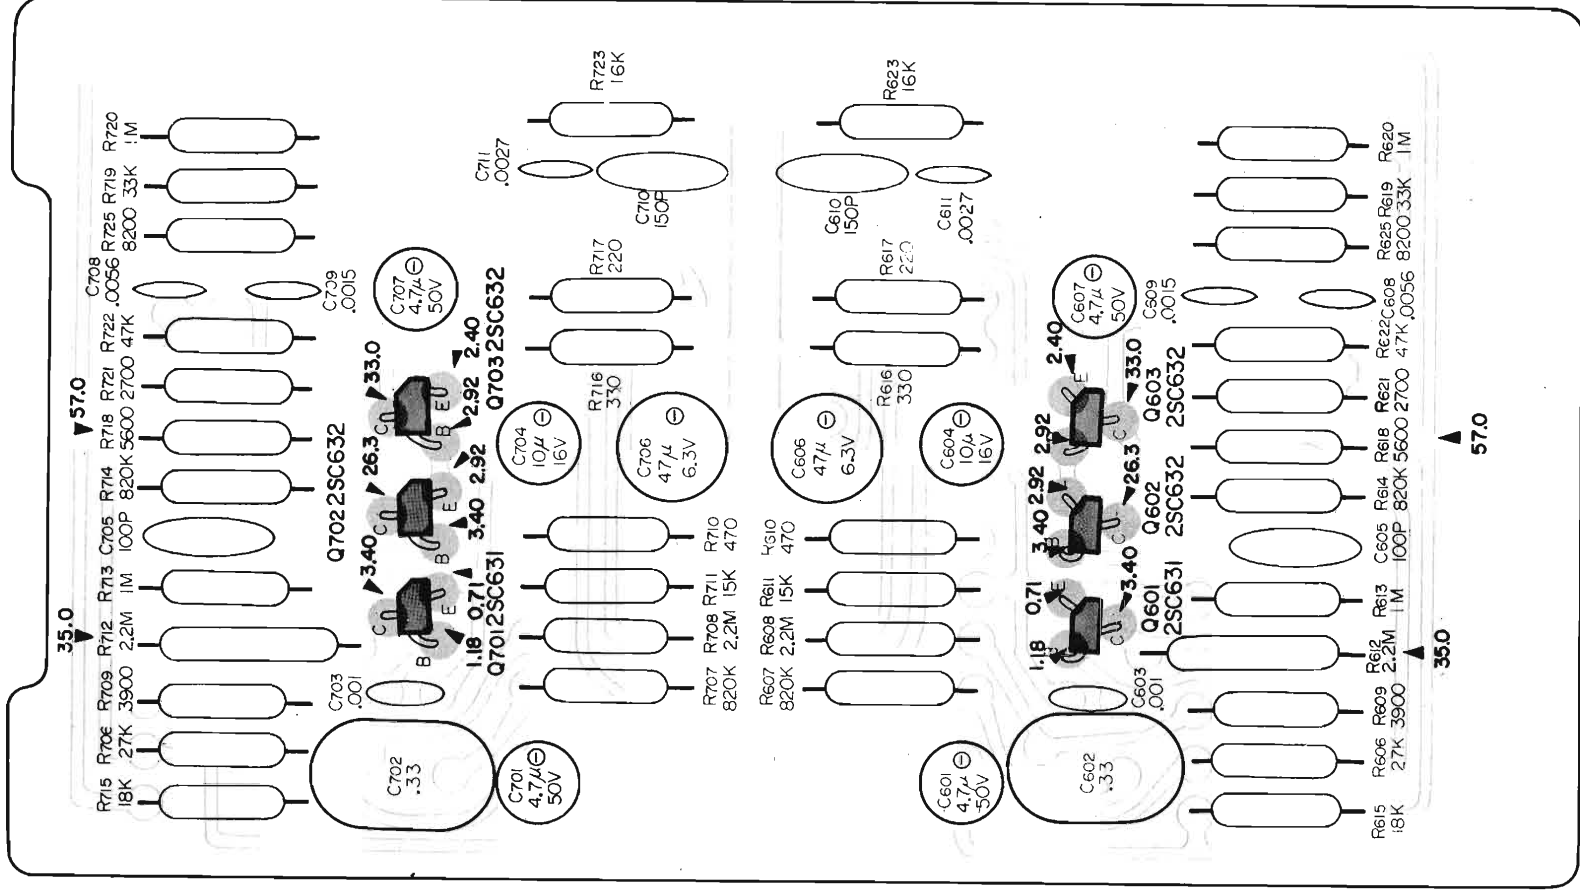 R720
1M
R719
33K
R725
8200
C708
.0056
C709
.0015
R722
47K
R721
2700
57.0
R718
5600
R714
820K
C705
100P
R713
1M
35.0
R712
2.2M
R709
3900
R706
27K
R715
18K
C707
4.7μ ⊖
50V
33.0
2.40
C
E
B
2.92
Q703 2SC632
Q702 2SC632
26.3
2.92
C
E
B
3.40
3.40
C
E
B
0.71
1.18
Q701 2SC631
C703
.001
C702
.33
C701
4.7μ ⊖
50V
R723
16K
C711
.0027
C710
150P
R717
220
R716
330
C704
10μ ⊖
16V
C706
47μ ⊖
6.3V
R710
470
R711
15K
R708
2.2M
R707
820K
R623
16K
C610
150P
C611
.0027
R617
220
R616
330
C606
47μ ⊖
6.3V
C604
10μ ⊖
16V
R610
470
R611
15K
R608
2.2M
R607
820K
C607
4.7μ ⊖
50V
C609
.0015
2.40
E
33.0
C
2.92
Q603
2SC632
2.92
26.3
C
3.40
B
Q602
2SC632
0.71
E
3.40
C
1.18
Q601
2SC631
C603
.001
C602
.33
C601
4.7μ ⊖
50V
R620
1M
R619
33K
R625
8200
C608
.0056
R622
47K
R621
2700
57.0
R618
5600
R614
820K
C605
100P
R613
1M
R612
2.2M
35.0
R609
3900
R606
27K
R615
18K